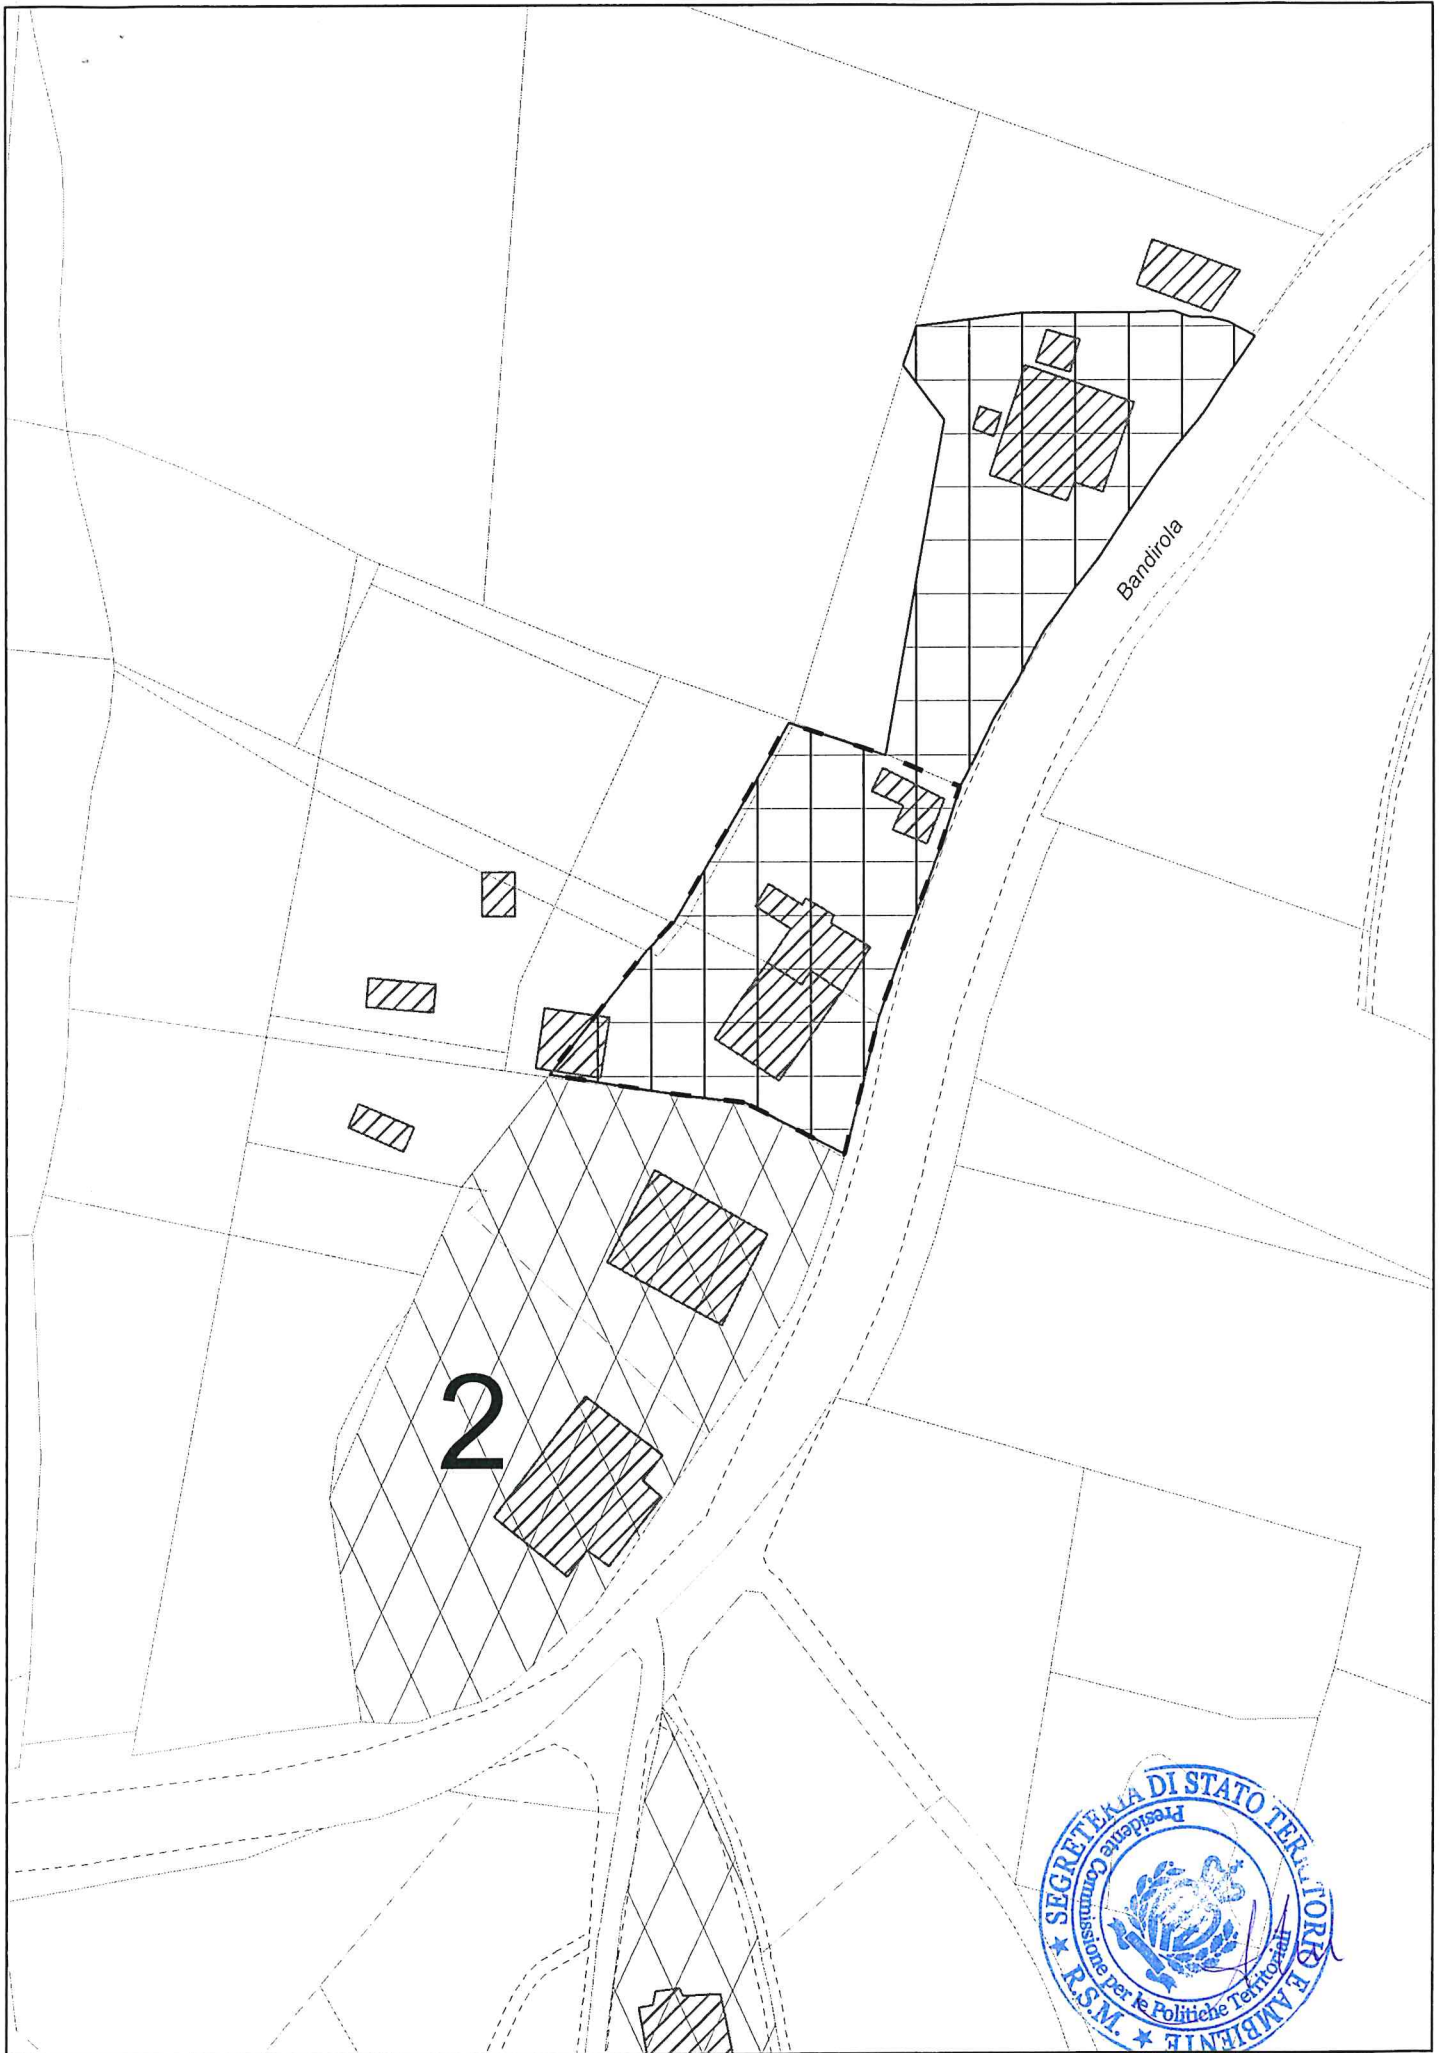 Bandirola
2
★ SEGRETERIA DI STATO TERRITORIO E AMBIENTE ★ R.S.M.
Presidente Commissione per le Politiche Territoriali